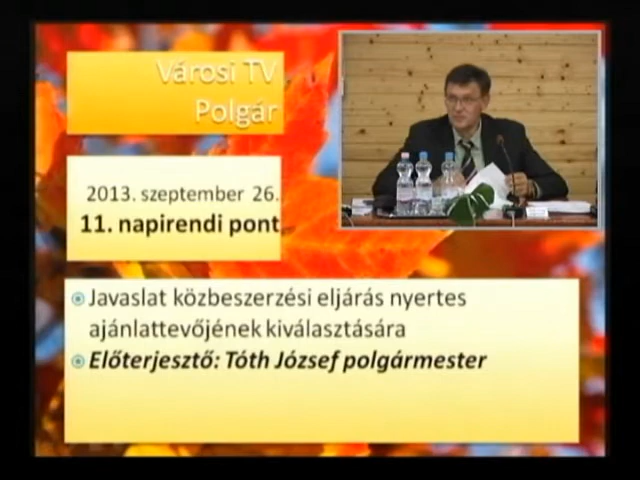 Városi TV
Polgár
2013. szeptember 26.
11. napirendi pont
Javaslat közbeszerzési eljárás nyertes
ajánlattevőjének kiválasztására
Előterjesztő: Tóth József polgármester